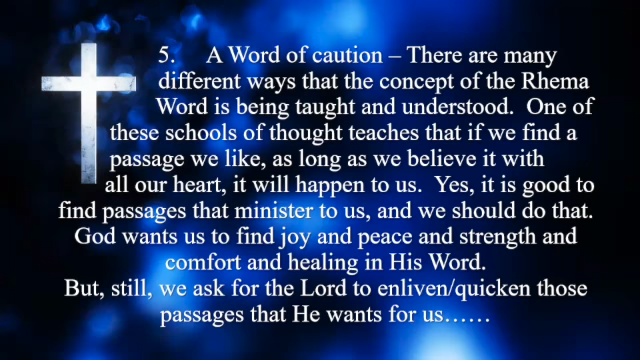 5. A Word of caution – There are many
different ways that the concept of the Rhema
Word is being taught and understood. One of
these schools of thought teaches that if we find a
passage we like, as long as we believe it with
all our heart, it will happen to us. Yes, it is good to
find passages that minister to us, and we should do that.
God wants us to find joy and peace and strength and
comfort and healing in His Word.
But, still, we ask for the Lord to enliven/quicken those
passages that He wants for us……